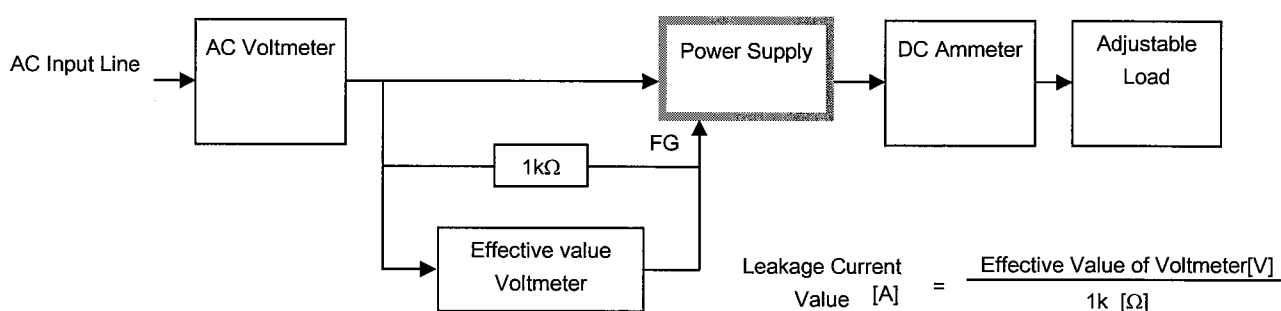 AC Input Line
AC Voltmeter
Power Supply
DC Ammeter
Adjustable
Load
FG
1kΩ
Effective value
Voltmeter
Leakage Current
Value [A]
=
Effective Value of Voltmeter[V]
1k [Ω]